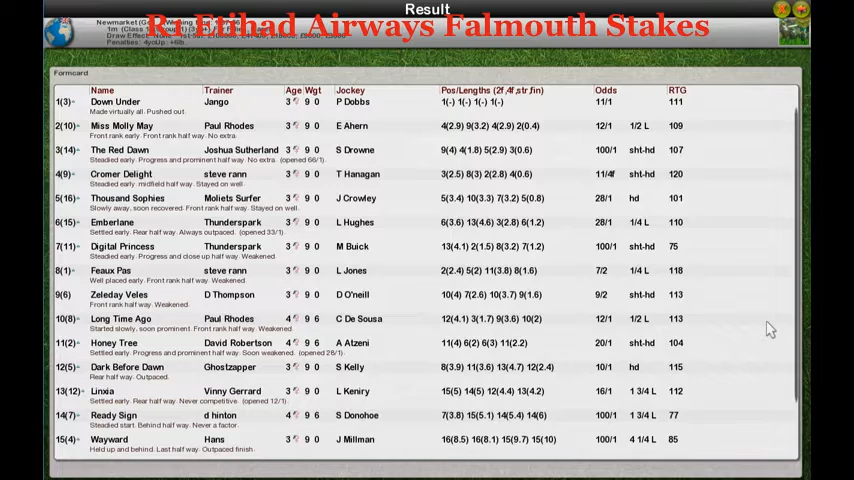 Result
R1 Etihad Airways Falmouth Stakes
Formcard
Name Trainer Age Wgt Jockey Pos/Lengths (2f,4f,str,fin) Odds RTG
1(3) Down Under Jango 3 9 0 P Dobbs 1(-) 1(-) 1(-) 1(-) 11/1 111
Made virtually all. Pushed out.
2(10) Miss Molly May Paul Rhodes 3 9 0 E Ahern 4(2.9) 9(3.2) 4(2.9) 2(0.4) 12/1 1/2 L 109
Front rank early. Front rank half way. No extra.
3(14) The Red Dawn Joshua Sutherland 3 9 0 S Drowne 9(4) 4(1.8) 5(2.9) 3(0.6) 100/1 sht-hd 107
Steadied early. Progress and prominent half way. No extra (opened 66/1).
4(9) Cromer Delight steve rann 3 9 0 T Hanagan 3(2.5) 8(3) 2(2.8) 4(0.6) 11/4f sht-hd 120
Steadied early. midfield half way. Stayed on well.
5(16) Thousand Sophies Moliets Surfer 3 9 0 J Crowley 5(3.4) 10(3.3) 7(3.2) 5(0.8) 28/1 hd 101
Slowly away, soon recovered. Front rank half way. Stayed on well.
6(15) Emberlane Thunderspark 3 9 0 L Hughes 6(3.6) 13(4.6) 3(2.8) 6(1.2) 28/1 1/4 L 110
Settled early. Rear half way. Always outpaced. (opened 33/1).
7(11) Digital Princess Thunderspark 3 9 0 M Buick 13(4.1) 2(1.5) 8(3.2) 7(1.2) 100/1 sht-hd 75
Steadied early. Progress and close up half way. Weakened.
8(1) Feaux Pas steve rann 3 9 0 L Jones 2(2.4) 5(2) 11(3.8) 8(1.6) 7/2 1/4 L 118
Well placed early. Front rank half way. Weakened.
9(6) Zeleday Veles D Thompson 3 9 0 D O'neill 10(4) 7(2.6) 10(3.7) 9(1.6) 9/2 sht-hd 113
Front rank half way. Weakened.
10(8) Long Time Ago Paul Rhodes 4 9 6 C De Sousa 12(4.1) 3(1.7) 9(3.6) 10(2) 12/1 1/2 L 113
Started slowly, soon prominent. Front rank half way. Weakened.
11(2) Honey Tree David Robertson 4 9 6 A Atzeni 11(4) 6(2) 6(3) 11(2.2) 20/1 sht-hd 104
Settled early. Progress and prominent half way. Soon weakened. (opened 28/1).
12(5) Dark Before Dawn Ghostzapper 3 9 0 S Kelly 8(3.9) 11(3.6) 13(4.7) 12(2.4) 10/1 hd 115
Rear half way. Outpaced.
13(12) Linxia Vinny Gerrard 3 9 0 L Keniry 15(5) 14(5) 12(4.4) 13(4.2) 16/1 1 3/4 L 112
Settled early. Rear half way. Never competitive. (opened 12/1).
14(7) Ready Sign d hinton 4 9 6 S Donohoe 7(3.8) 15(5.1) 14(5.4) 14(6) 100/1 1 3/4 L 77
Steadied start. Behind half way. Never a factor.
15(4) Wayward Hans 3 9 0 J Millman 16(8.5) 16(8.1) 15(9.7) 15(10) 100/1 4 1/4 L 85
Held up and behind. Last half way. Outpaced finish.